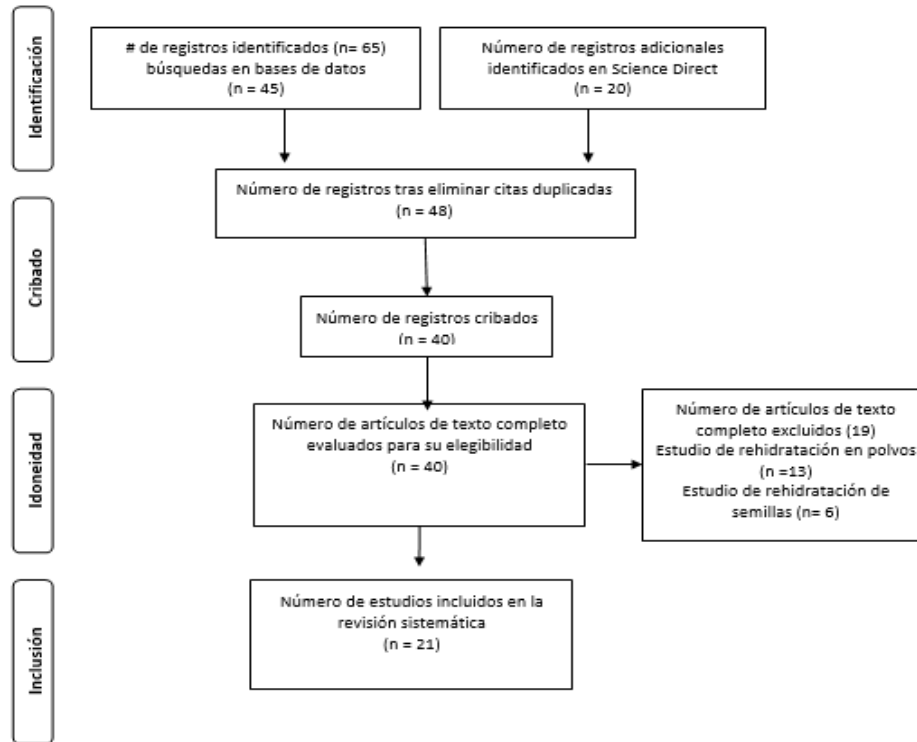 Identificación
# de registros identificados (n= 65)
búsquedas en bases de datos
(n = 45)
Número de registros adicionales
identificados en Science Direct
(n = 20)
Cribado
Número de registros tras eliminar citas duplicadas
(n = 48)
Número de registros cribados
(n = 40)
Idoneidad
Número de artículos de texto completo
evaluados para su elegibilidad
(n = 40)
Número de artículos de texto
completo excluidos (19)
Estudio de rehidratación en polvos
(n =13)
Estudio de rehidratación de
semillas (n= 6)
Inclusión
Número de estudios incluidos en la
revisión sistemática
(n = 21)